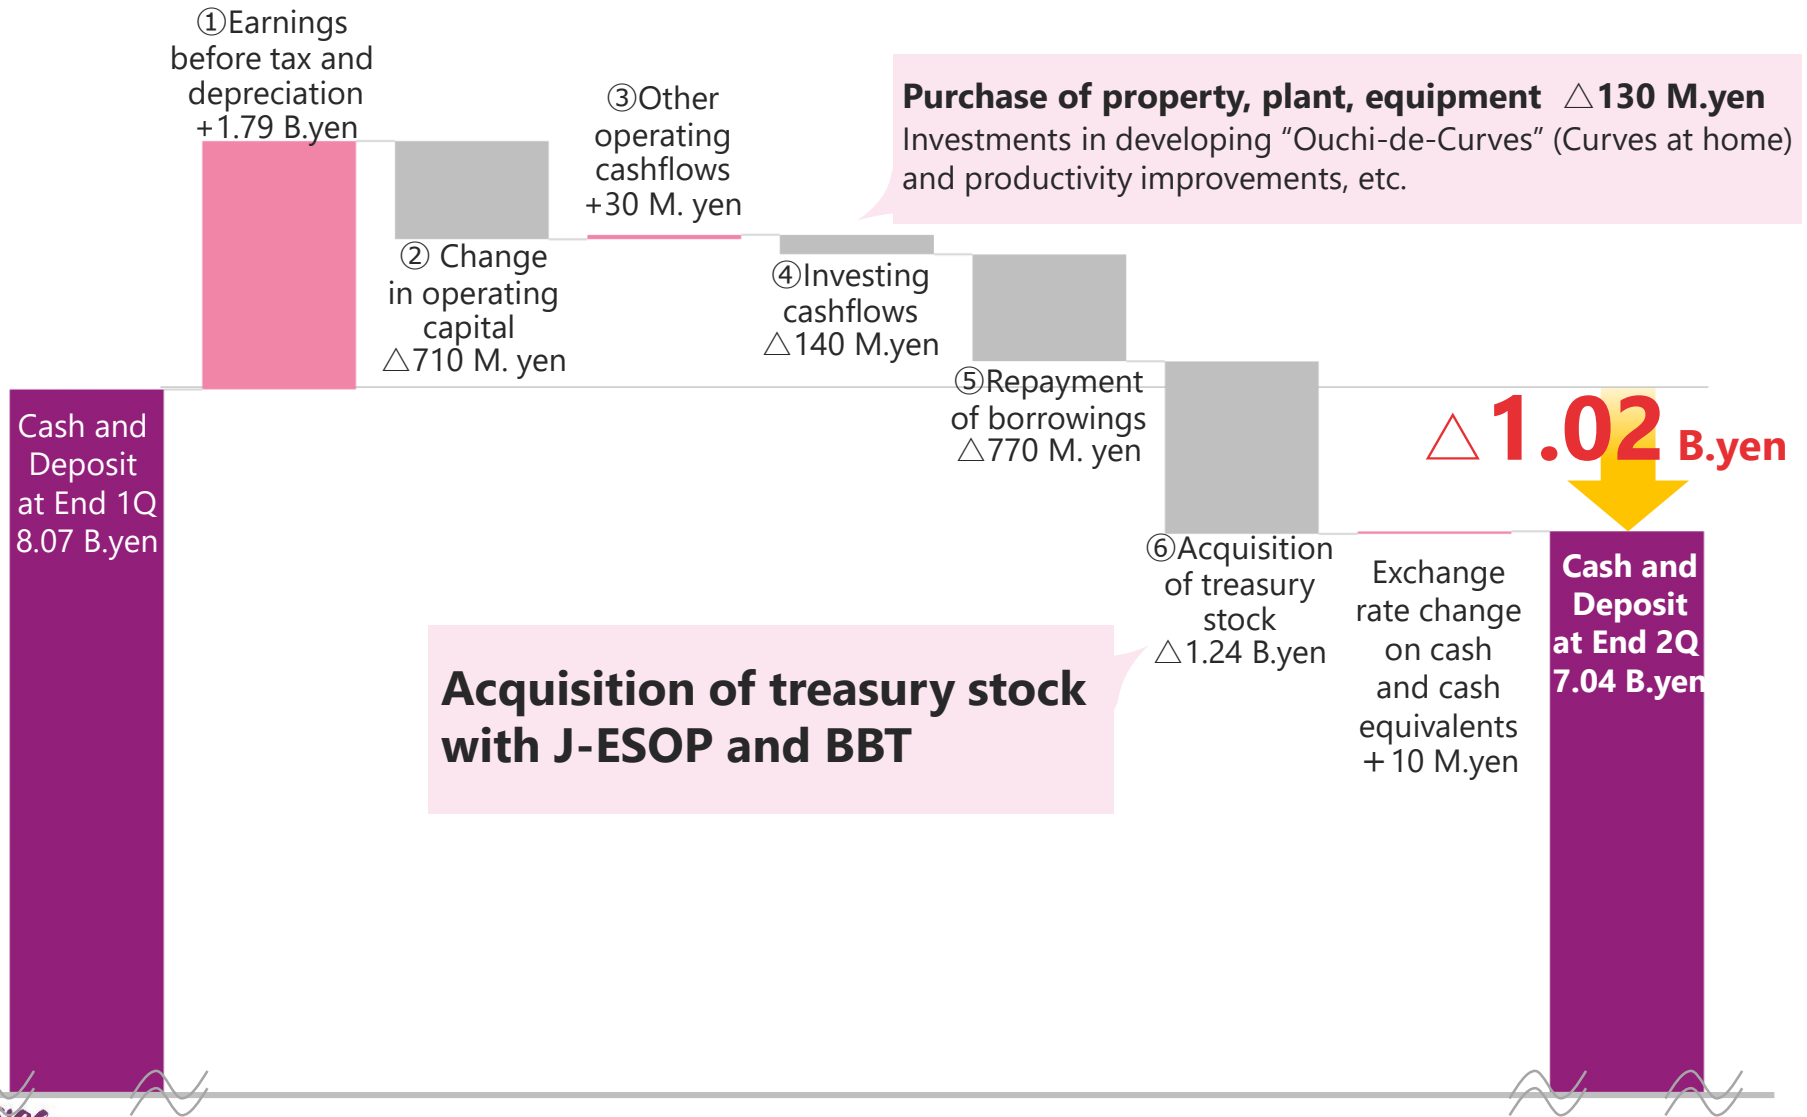 ①Earnings
before tax and
depreciation
+1.79 B.yen
② Change
in operating
capital
△710 M. yen
③Other
operating
cashflows
+30 M. yen
Purchase of property, plant, equipment △130 M.yen
Investments in developing “Ouchi-de-Curves” (Curves at home)
and productivity improvements, etc.
④Investing
cashflows
△140 M.yen
⑤Repayment
of borrowings
△770 M. yen
Cash and
Deposit
at End 1Q
8.07 B.yen
△1.02 B.yen
⑥Acquisition
of treasury
stock
△1.24 B.yen
Exchange
rate change
on cash
and cash
equivalents
＋10 M.yen
Cash and
Deposit
at End 2Q
7.04 B.yen
Acquisition of treasury stock
with J-ESOP and BBT